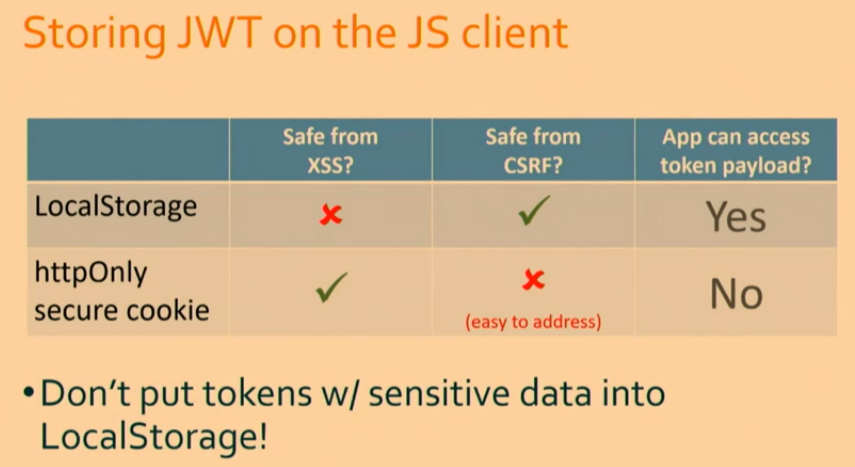 Storing JWT on the JS client
Safe from XSS?
Safe from CSRF?
App can access token payload?
LocalStorage
✘
✓
Yes
httpOnly secure cookie
✓
✘
(easy to address)
No
•Don't put tokens w/ sensitive data into
LocalStorage!